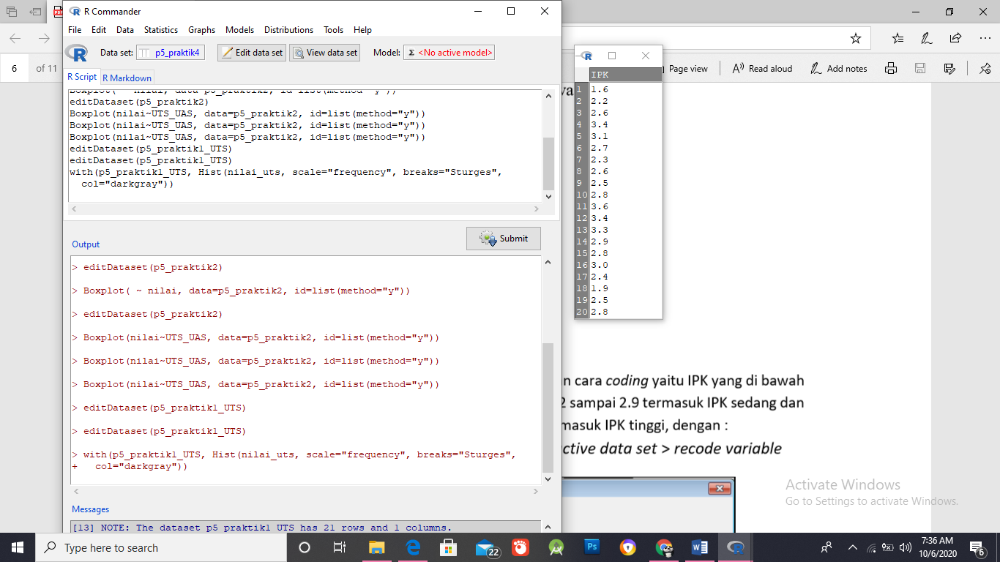 R Commander
File Edit Data Statistics Graphs Models Distributions Tools Help
Data set: p5_praktik4 Edit data set View data set Model: Σ <No active model>
R Script R Markdown
editDataset(p5_praktik2)
Boxplot(nilai~UTS_UAS, data=p5_praktik2, id=list(method="y"))
Boxplot(nilai~UTS_UAS, data=p5_praktik2, id=list(method="y"))
Boxplot(nilai~UTS_UAS, data=p5_praktik2, id=list(method="y"))
editDataset(p5_praktik1_UTS)
editDataset(p5_praktik1_UTS)
with(p5_praktik1_UTS, Hist(nilai_uts, scale="frequency", breaks="Sturges",
col="darkgray"))
Submit
Output
> editDataset(p5_praktik2)
> Boxplot( ~ nilai, data=p5_praktik2, id=list(method="y"))
> editDataset(p5_praktik2)
> Boxplot(nilai~UTS_UAS, data=p5_praktik2, id=list(method="y"))
> Boxplot(nilai~UTS_UAS, data=p5_praktik2, id=list(method="y"))
> Boxplot(nilai~UTS_UAS, data=p5_praktik2, id=list(method="y"))
> editDataset(p5_praktik1_UTS)
> editDataset(p5_praktik1_UTS)
> with(p5_praktik1_UTS, Hist(nilai_uts, scale="frequency", breaks="Sturges",
+ col="darkgray"))
Messages
[13] NOTE: The dataset p5_praktik1_UTS has 21 rows and 1 columns.
6 of 11
Page view Read aloud Add notes
IPK
1 1.6
2 2.2
3 2.6
4 3.4
5 3.1
6 2.7
7 2.3
8 2.6
9 2.5
10 2.8
11 3.6
12 3.4
13 3.3
14 2.9
15 2.8
16 3.0
17 2.4
18 1.9
19 2.5
20 2.8
n cara coding yaitu IPK yang di bawah
2 sampai 2.9 termasuk IPK sedang dan
masuk IPK tinggi, dengan :
ctive data set > recode variable
Activate Windows
Go to Settings to activate Windows.
Type here to search
22
Ps
7:36 AM
10/6/2020
6